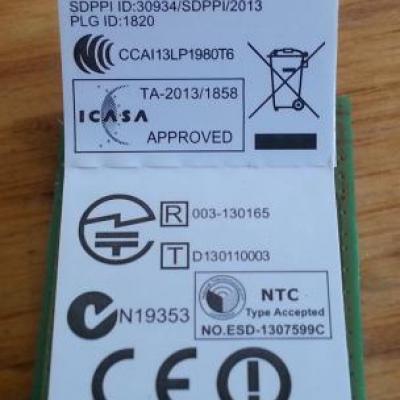 SDPPI ID:30934/SDPPI/2013
PLG ID:1820
CCAI13LP1980T6
TA-2013/1858
ICASA
APPROVED
R 003-130165
T D130110003
N19353
NTC
Type Accepted
NO.ESD-1307599C
CE